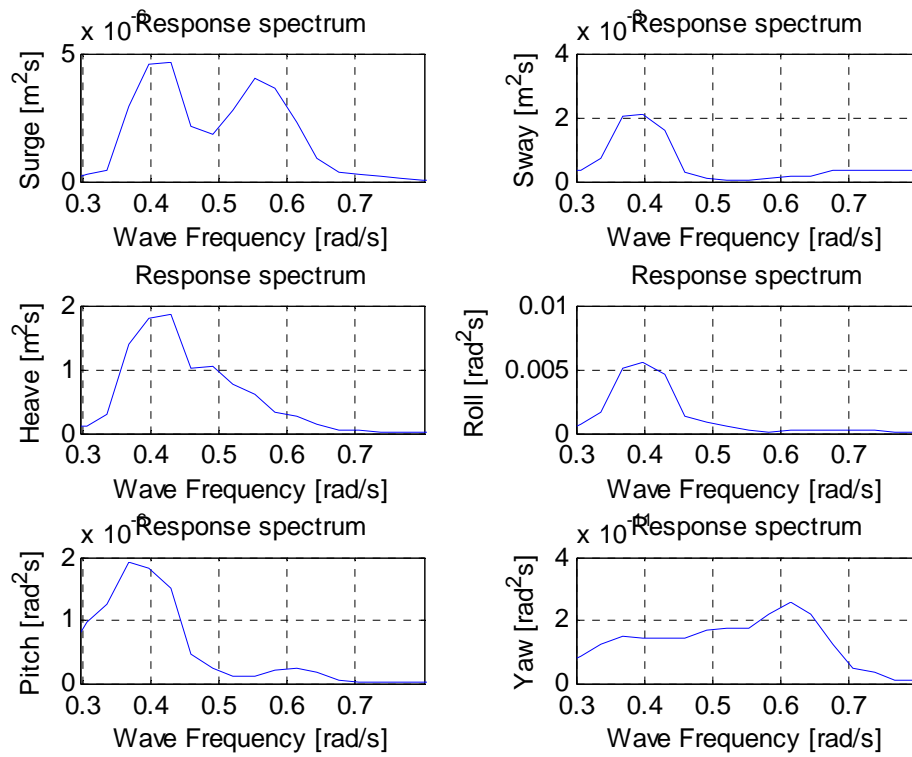 x 10
Response spectrum
5
0
Surge [m²s]
0.3 0.4 0.5 0.6 0.7
Wave Frequency [rad/s]
x 10
Response spectrum
4
2
0
Sway [m²s]
0.3 0.4 0.5 0.6 0.7
Wave Frequency [rad/s]
Response spectrum
2
1
0
Heave [m²s]
0.3 0.4 0.5 0.6 0.7
Wave Frequency [rad/s]
Response spectrum
0.01
0.005
0
Roll [rad²s]
0.3 0.4 0.5 0.6 0.7
Wave Frequency [rad/s]
x 10
Response spectrum
2
1
0
Pitch [rad²s]
0.3 0.4 0.5 0.6 0.7
Wave Frequency [rad/s]
x 10⁻¹¹
Response spectrum
4
2
0
Yaw [rad²s]
0.3 0.4 0.5 0.6 0.7
Wave Frequency [rad/s]